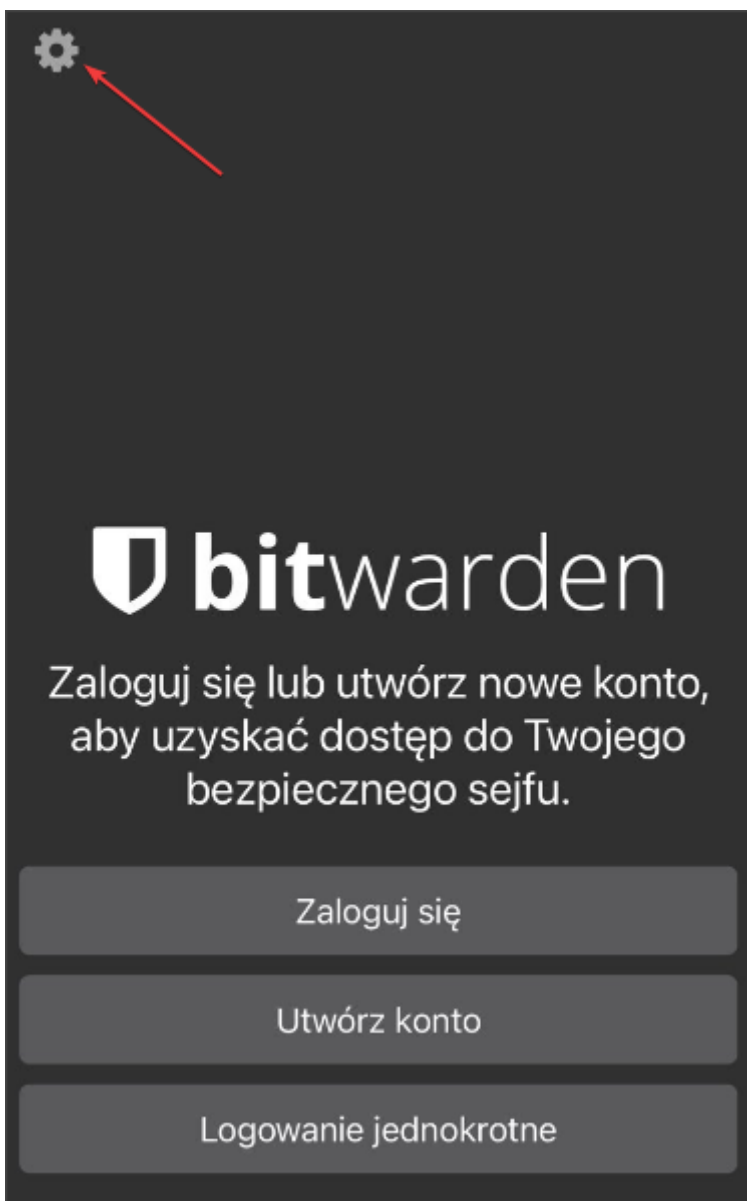 bitwarden
Zaloguj się lub utwórz nowe konto,
aby uzyskać dostęp do Twojego
bezpiecznego sejfu.
Zaloguj się
Utwórz konto
Logowanie jednokrotne